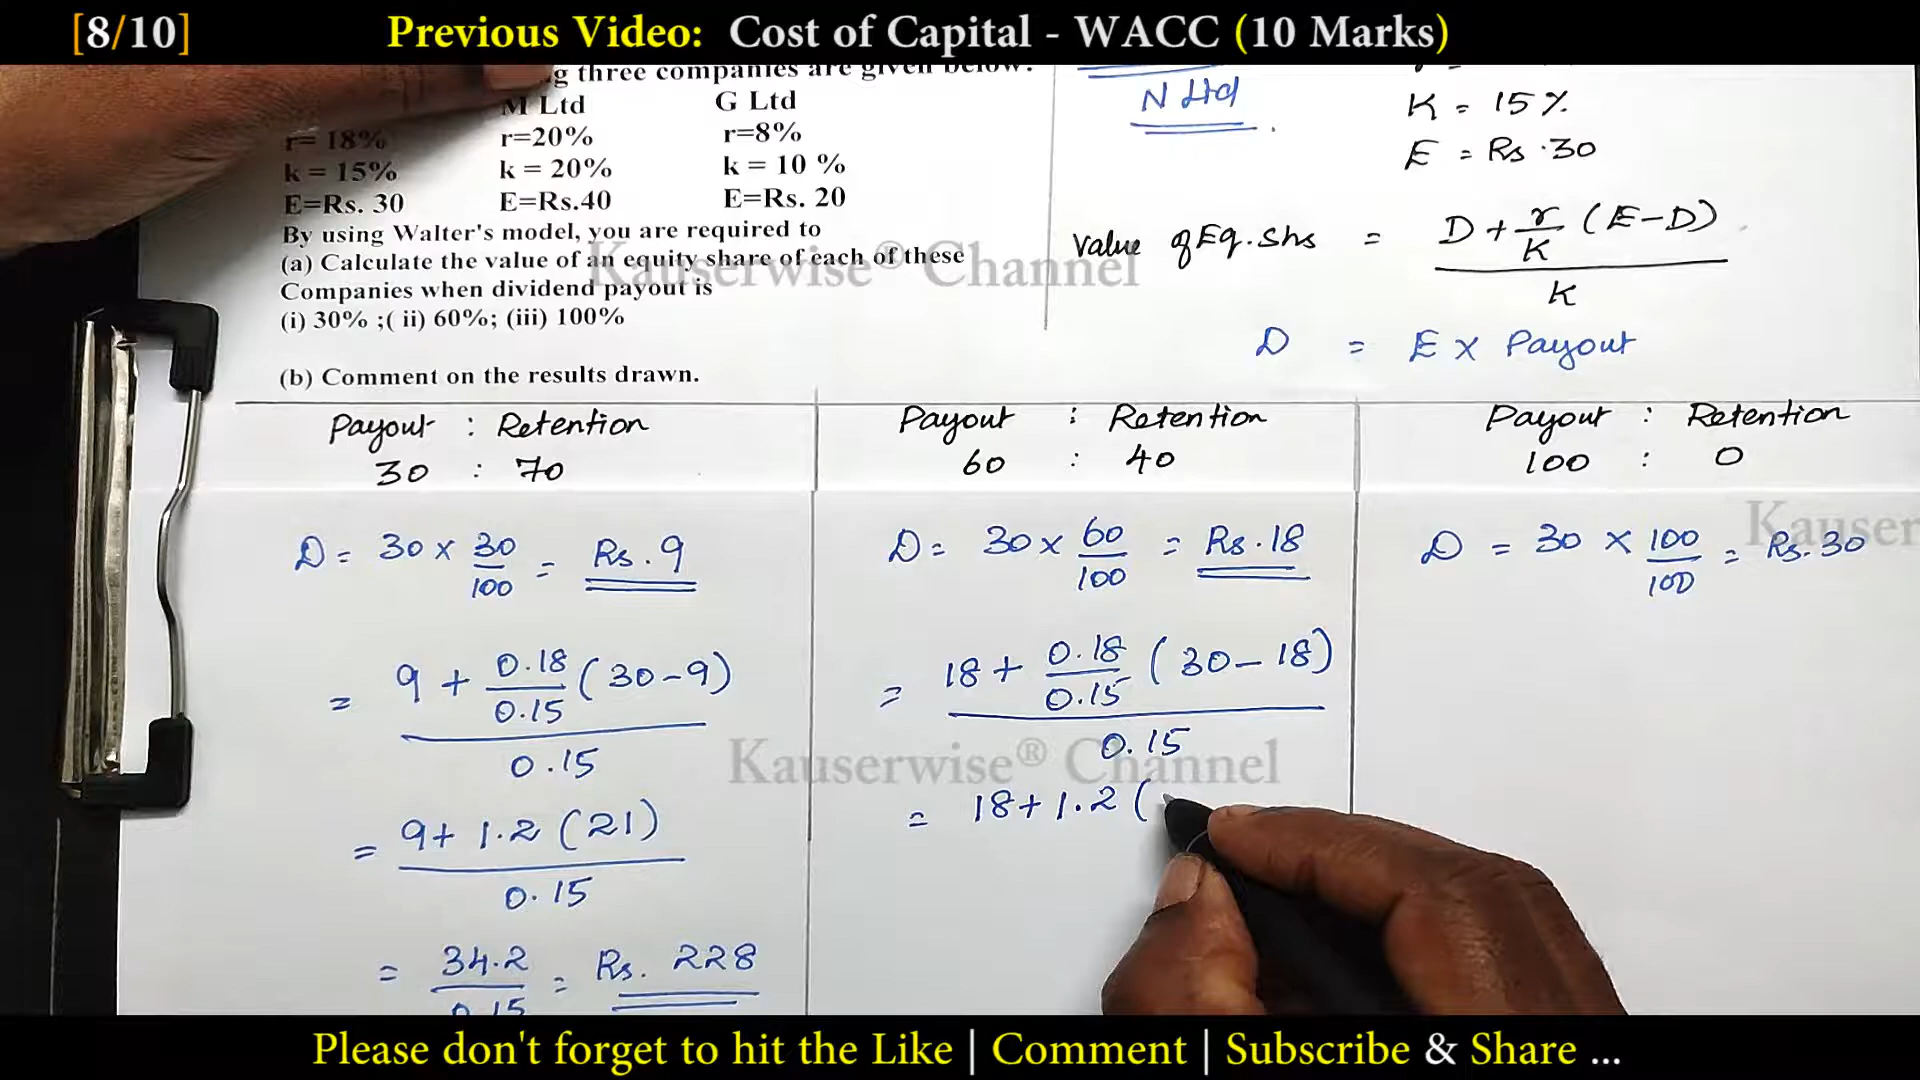 [8/10] Previous Video: Cost of Capital - WACC (10 Marks)
g three companies are given below.
M Ltd G Ltd
r= 18% r=20% r=8%
k = 15% k = 20% k = 10 %
E=Rs. 30 E=Rs.40 E=Rs. 20
By using Walter's model, you are required to
(a) Calculate the value of an equity share of each of these
Companies when dividend payout is
(i) 30% ;( ii) 60%; (iii) 100%
(b) Comment on the results drawn.
N Ltd
K = 15%
E = Rs.30
Value of Eq. Shs = D + r/K (E-D) / K
D = E x Payout
Kauserwise® Channel
Payout : Retention
30 : 70
D = 30 x 30/100 = Rs. 9
= 9 + 0.18/0.15 (30-9) / 0.15
= 9 + 1.2 (21) / 0.15
= 34.2 / 0.15 = Rs. 228
Payout : Retention
60 : 40
D = 30 x 60/100 = Rs.18
= 18 + 0.18/0.15 (30-18) / 0.15
= 18 + 1.2 (
Kauserwise® Channel
Payout : Retention
100 : 0
D = 30 x 100/100 = Rs.30
Kauser
Please don't forget to hit the Like | Comment | Subscribe & Share ...